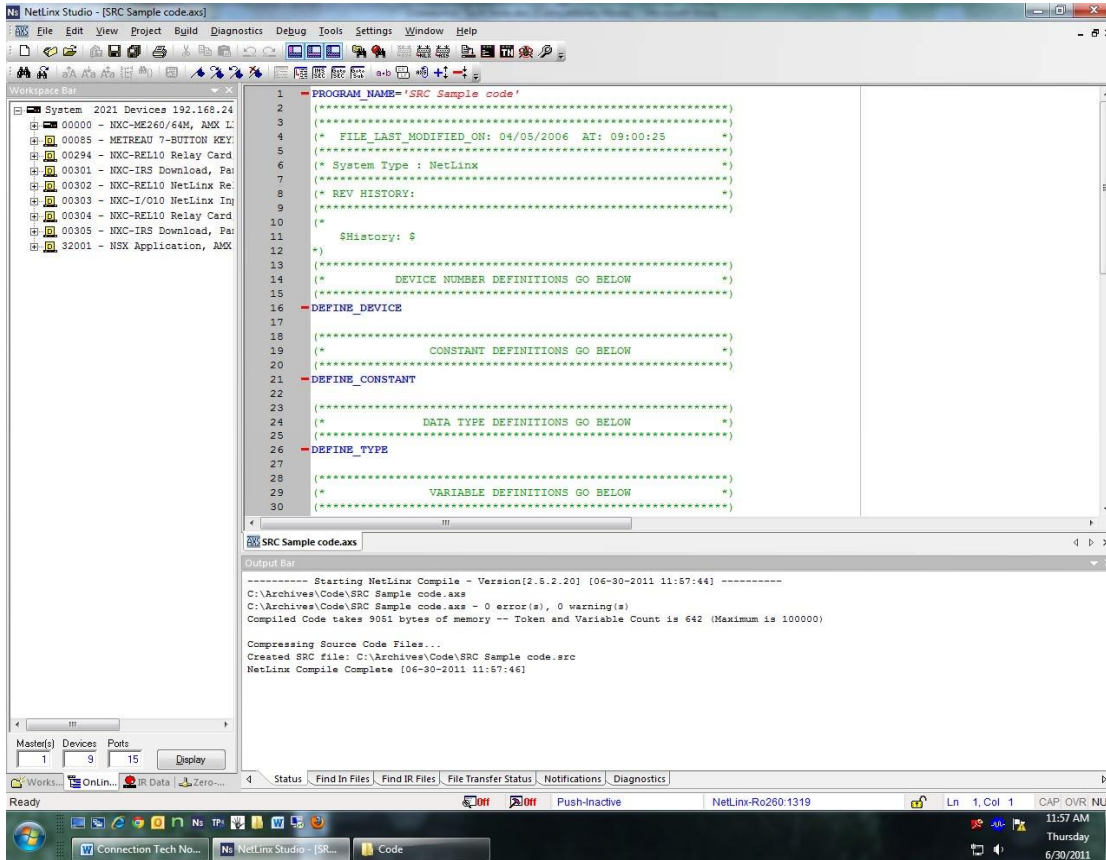 NetLinx Studio - [SRC Sample code.axs]
File Edit View Project Build Diagnostics Debug Tools Settings Window Help
Workspace Bar
System 2021 Devices 192.168.24
00000 - NXC-ME260/64M, AMX L
00085 - METREAU 7-BUTTON KEY
00294 - NXC-REL10 Relay Card
00301 - NXC-IRS Download, Pa
00302 - NXC-REL10 NetLinx Re
00303 - NXC-I/O10 NetLinx In
00304 - NXC-REL10 Relay Card
00305 - NXC-IRS Download, Pa
32001 - NSX Application, AMX
Master(s) Devices Ports
1 9 15 Display
Works... OnLin... IR Data Zero-...
1 PROGRAM_NAME='SRC Sample code'
2 (***********************************************************)
3 (***********************************************************)
4 (* FILE_LAST_MODIFIED_ON: 04/05/2006 AT: 09:00:25 *)
5 (***********************************************************)
6 (* System Type : NetLinx *)
7 (***********************************************************)
8 (* REV HISTORY: *)
9 (***********************************************************)
10 (*
11 $History: $
12 *)
13 (***********************************************************)
14 (* DEVICE NUMBER DEFINITIONS GO BELOW *)
15 (***********************************************************)
16 DEFINE_DEVICE
17
18 (***********************************************************)
19 (* CONSTANT DEFINITIONS GO BELOW *)
20 (***********************************************************)
21 DEFINE_CONSTANT
22
23 (***********************************************************)
24 (* DATA TYPE DEFINITIONS GO BELOW *)
25 (***********************************************************)
26 DEFINE_TYPE
27
28 (***********************************************************)
29 (* VARIABLE DEFINITIONS GO BELOW *)
30 (***********************************************************)
SRC Sample code.axs
Output Bar
---------- Starting NetLinx Compile - Version[2.5.2.20] [06-30-2011 11:57:44] ----------
C:\Archives\Code\SRC Sample code.axs
C:\Archives\Code\SRC Sample code.axs - 0 error(s), 0 warning(s)
Compiled Code takes 9051 bytes of memory -- Token and Variable Count is 642 (Maximum is 100000)
Compressing Source Code Files...
Created SRC file: C:\Archives\Code\SRC Sample code.src
NetLinx Compile Complete [06-30-2011 11:57:46]
Status Find In Files Find IR Files File Transfer Status Notifications Diagnostics
Ready Off Off Push-Inactive NetLinx-Ro260:1319 Ln 1, Col 1 CAP OVR NU
Connection Tech No... NetLinx Studio - [SR... Code
11:57 AM
Thursday
6/30/2011